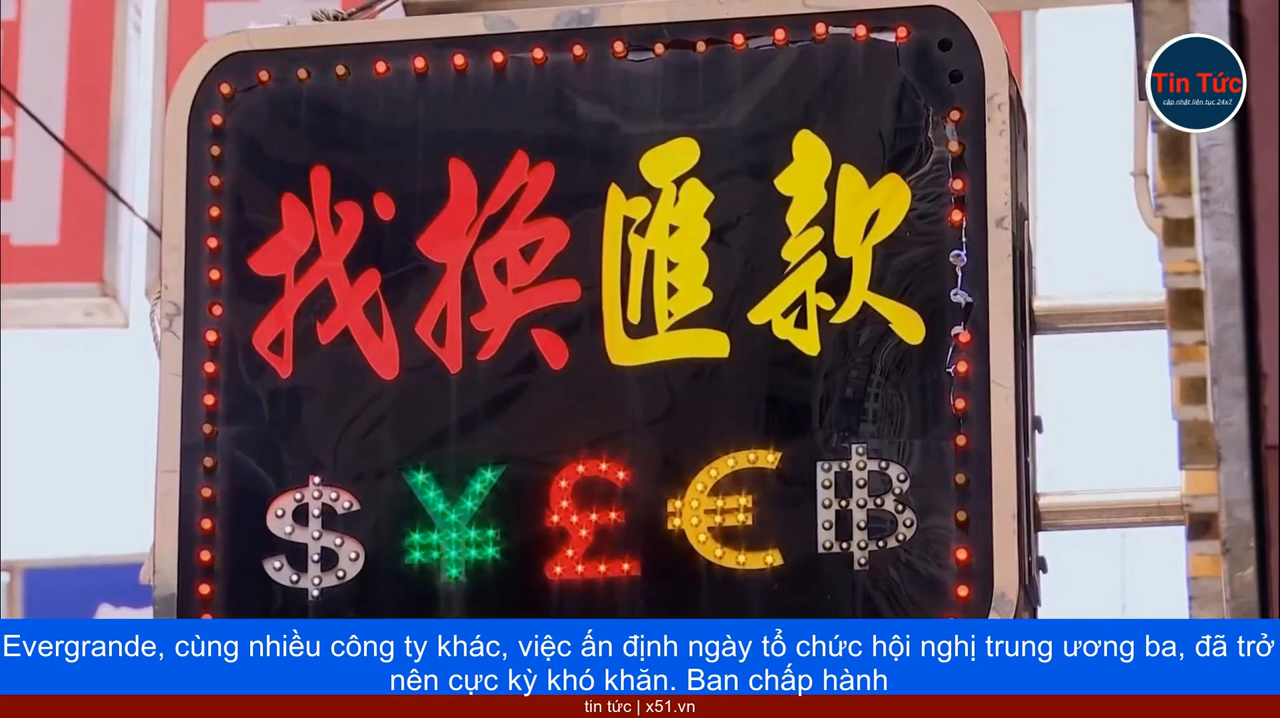 Tin Tức
cập nhật liên tục 24x7
找换匯款
$ ¥ £ € ฿
Evergrande, cùng nhiều công ty khác, việc ấn định ngày tổ chức hội nghị trung ương ba, đã trở
nên cực kỳ khó khăn. Ban chấp hành
tin tức | x51.vn